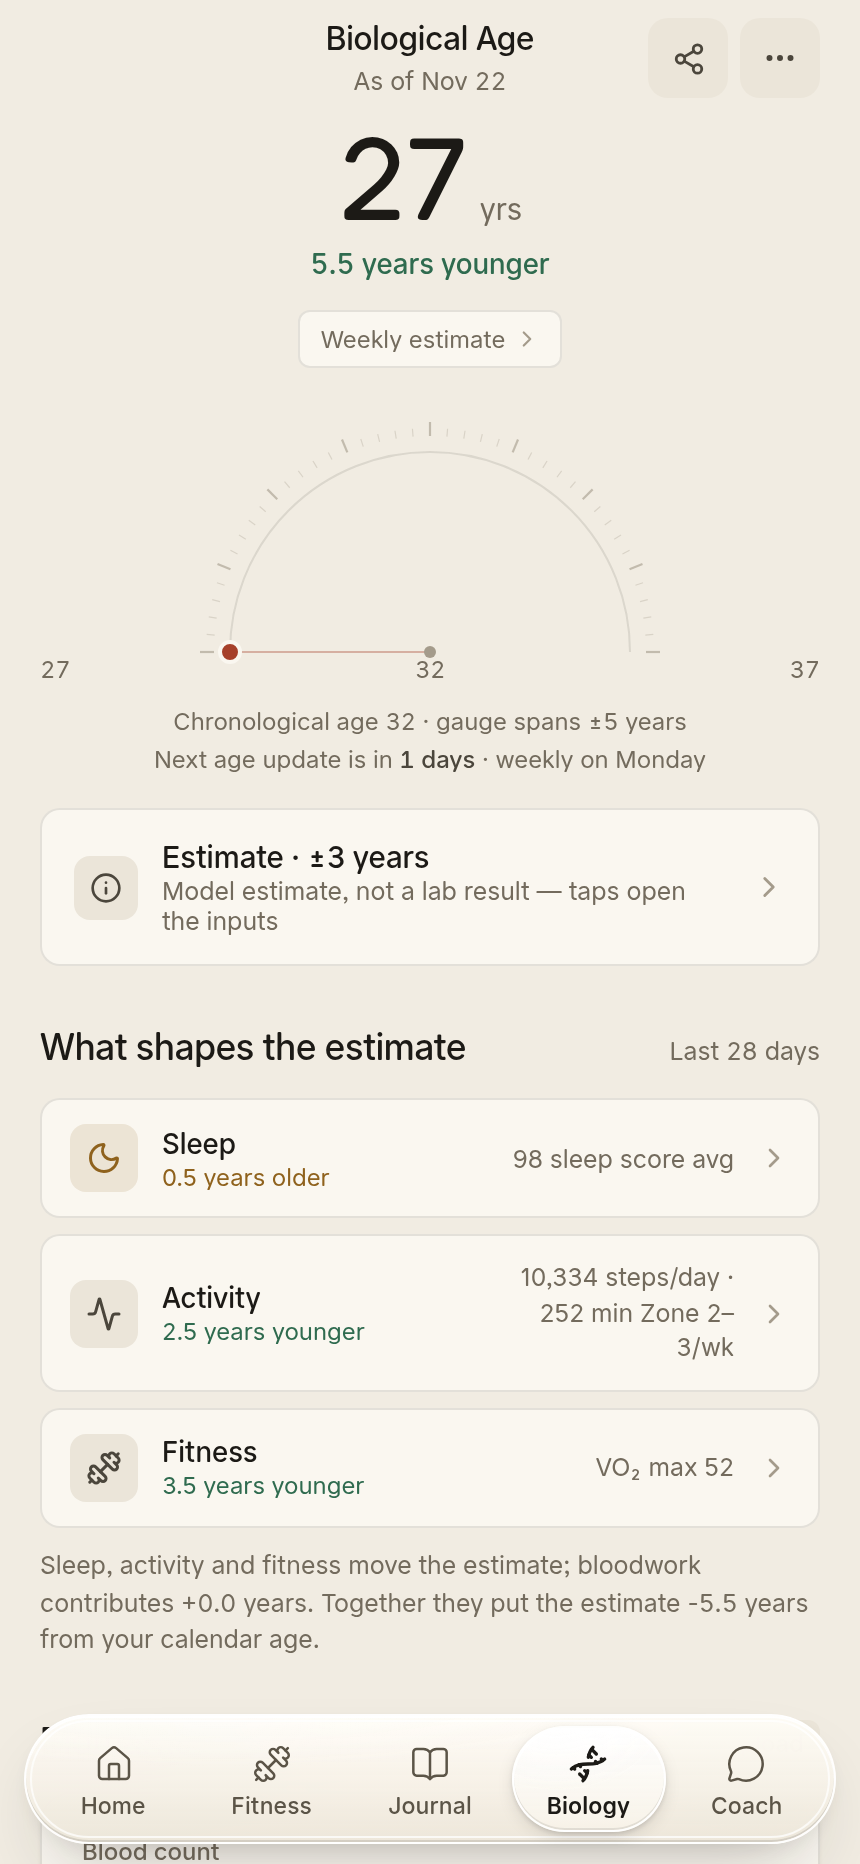 Biological Age
As of Nov 22
27 yrs
5.5 years younger
Weekly estimate
27
32
37
Chronological age 32 · gauge spans ±5 years
Next age update is in 1 days · weekly on Monday
Estimate · ±3 years
Model estimate, not a lab result — taps open
the inputs
What shapes the estimate
Last 28 days
Sleep
0.5 years older
98 sleep score avg
Activity
2.5 years younger
10,334 steps/day ·
252 min Zone 2–
3/wk
Fitness
3.5 years younger
VO₂ max 52
Sleep, activity and fitness move the estimate; bloodwork
contributes +0.0 years. Together they put the estimate -5.5 years
from your calendar age.
Home
Fitness
Journal
Biology
Coach
Blood count